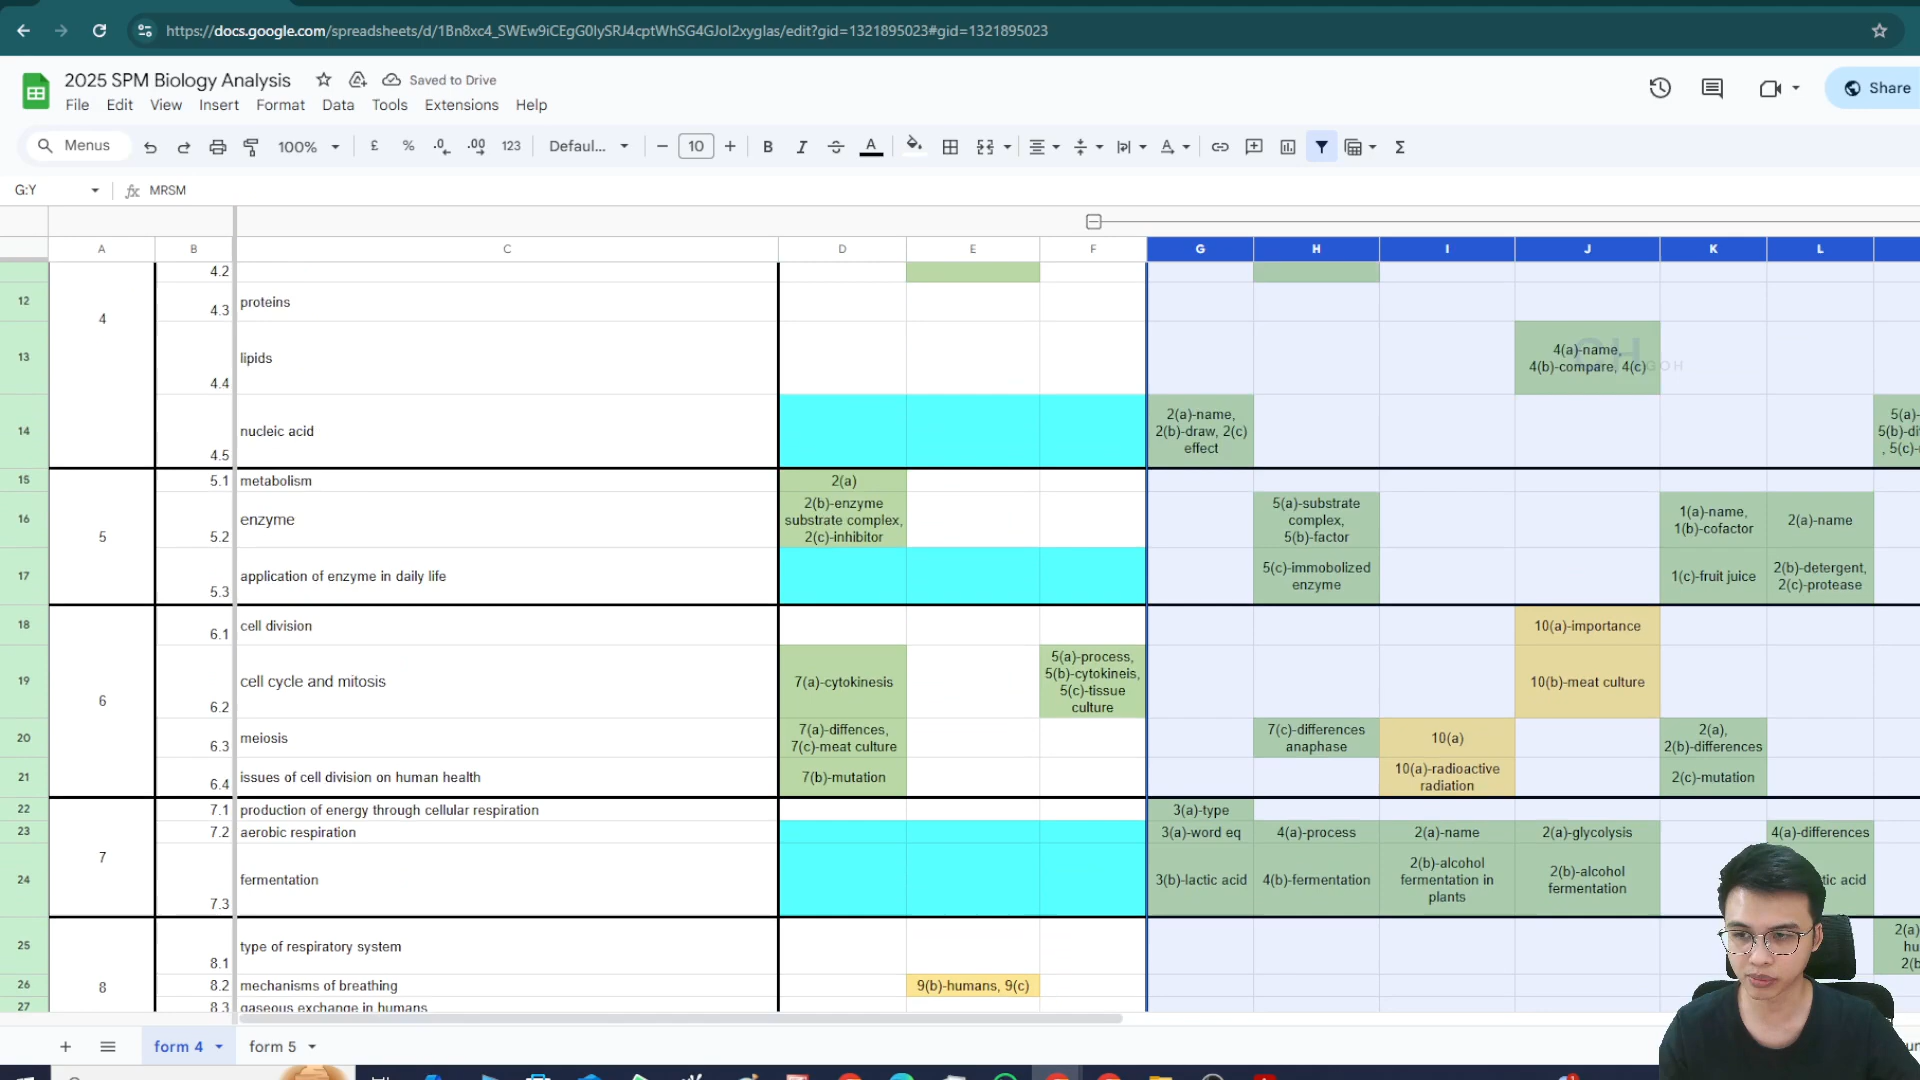 https://docs.google.com/spreadsheets/d/1Bn8xc4_SWEw9iCEgG0IySRJ4cptWhSG4GJol2xyglas/edit?gid=1321895023#gid=1321895023
2025 SPM Biology Analysis
Saved to Drive
Share
File Edit View Insert Format Data Tools Extensions Help
Menus 100% £ % .0 .00 123 Defaul... 10 B I A Σ
G:Y fx MRSM
A B C D E F G H I J K L
4.2
12 4.3 proteins
4
13 4.4 lipids
4(a)-name,
4(b)-compare, 4(c)
14 4.5 nucleic acid
2(a)-name,
2(b)-draw, 2(c)
effect
5(a)-
15 5.1 metabolism 2(a)
16 5.2 enzyme
2(b)-enzyme
substrate complex,
2(c)-inhibitor
5(a)-substrate
complex,
5(b)-factor
1(a)-name,
1(b)-cofactor
2(a)-name
5
17 5.3 application of enzyme in daily life
5(c)-immobolized
enzyme
1(c)-fruit juice
2(b)-detergent,
2(c)-protease
18 6.1 cell division 10(a)-importance
19 6.2 cell cycle and mitosis 7(a)-cytokinesis
5(a)-process,
5(b)-cytokineis,
5(c)-tissue
culture
10(b)-meat culture
6
20 6.3 meiosis
7(a)-diffences,
7(c)-meat culture
7(c)-differences
anaphase
10(a)
2(a),
2(b)-differences
21 6.4 issues of cell division on human health 7(b)-mutation
10(a)-radioactive
radiation
2(c)-mutation
22 7.1 production of energy through cellular respiration 3(a)-type
23 7.2 aerobic respiration 3(a)-word eq 4(a)-process 2(a)-name 2(a)-glycolysis 4(a)-differences
7
24 7.3 fermentation 3(b)-lactic acid 4(b)-fermentation
2(b)-alcohol
fermentation in
plants
2(b)-alcohol
fermentation
acid
25 8.1 type of respiratory system
2(a)
26 8.2 mechanisms of breathing 9(b)-humans, 9(c)
8
27 8.3 gaseous exchange in humans
form 4 form 5